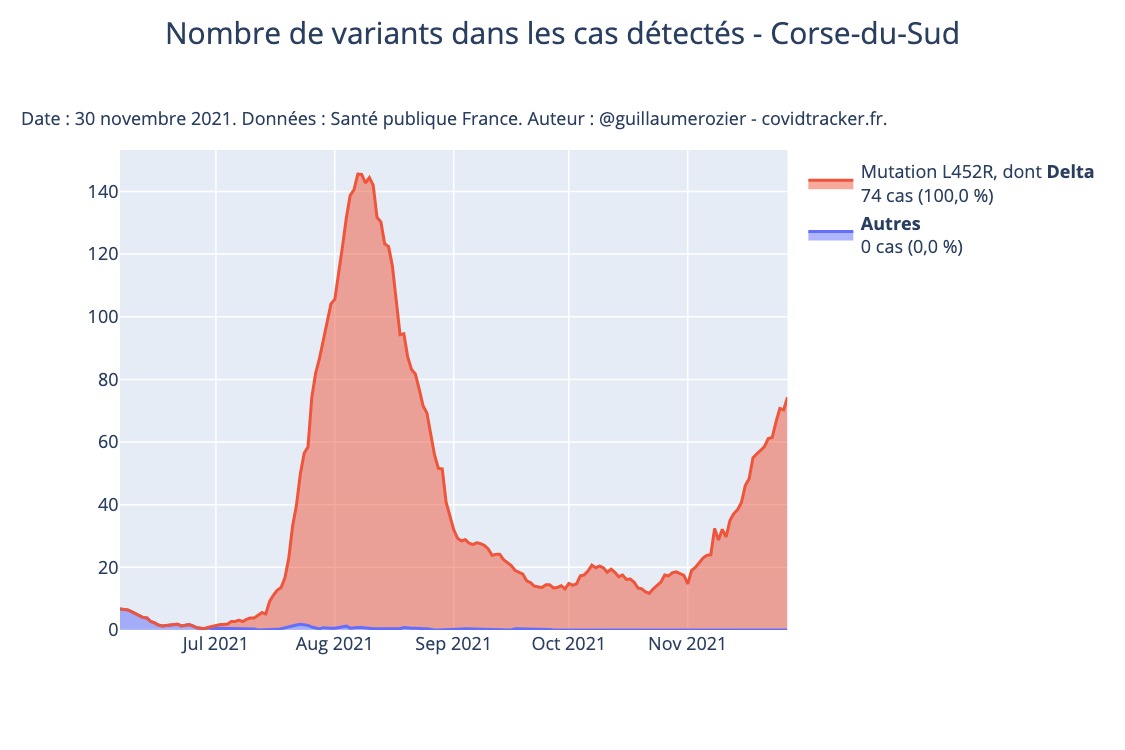 Nombre de variants dans les cas détectés - Corse-du-Sud
Date : 30 novembre 2021. Données : Santé publique France. Auteur : @guillaumerozier - covidtracker.fr.
Mutation L452R, dont Delta
74 cas (100,0 %)
Autres
0 cas (0,0 %)
140
120
100
80
60
40
20
0
Jul 2021
Aug 2021
Sep 2021
Oct 2021
Nov 2021